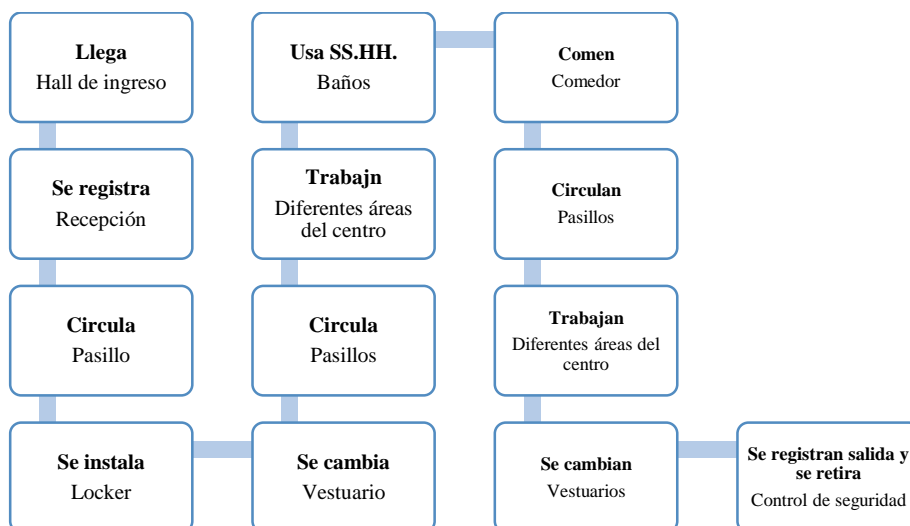 Llega
Hall de ingreso
Se registra
Recepción
Circula
Pasillo
Se instala
Locker
Se cambia
Vestuario
Circula
Pasillos
Trabajn
Diferentes áreas
del centro
Usa SS.HH.
Baños
Comen
Comedor
Circulan
Pasillos
Trabajan
Diferentes áreas del
centro
Se cambian
Vestuarios
Se registran salida y
se retira
Control de seguridad